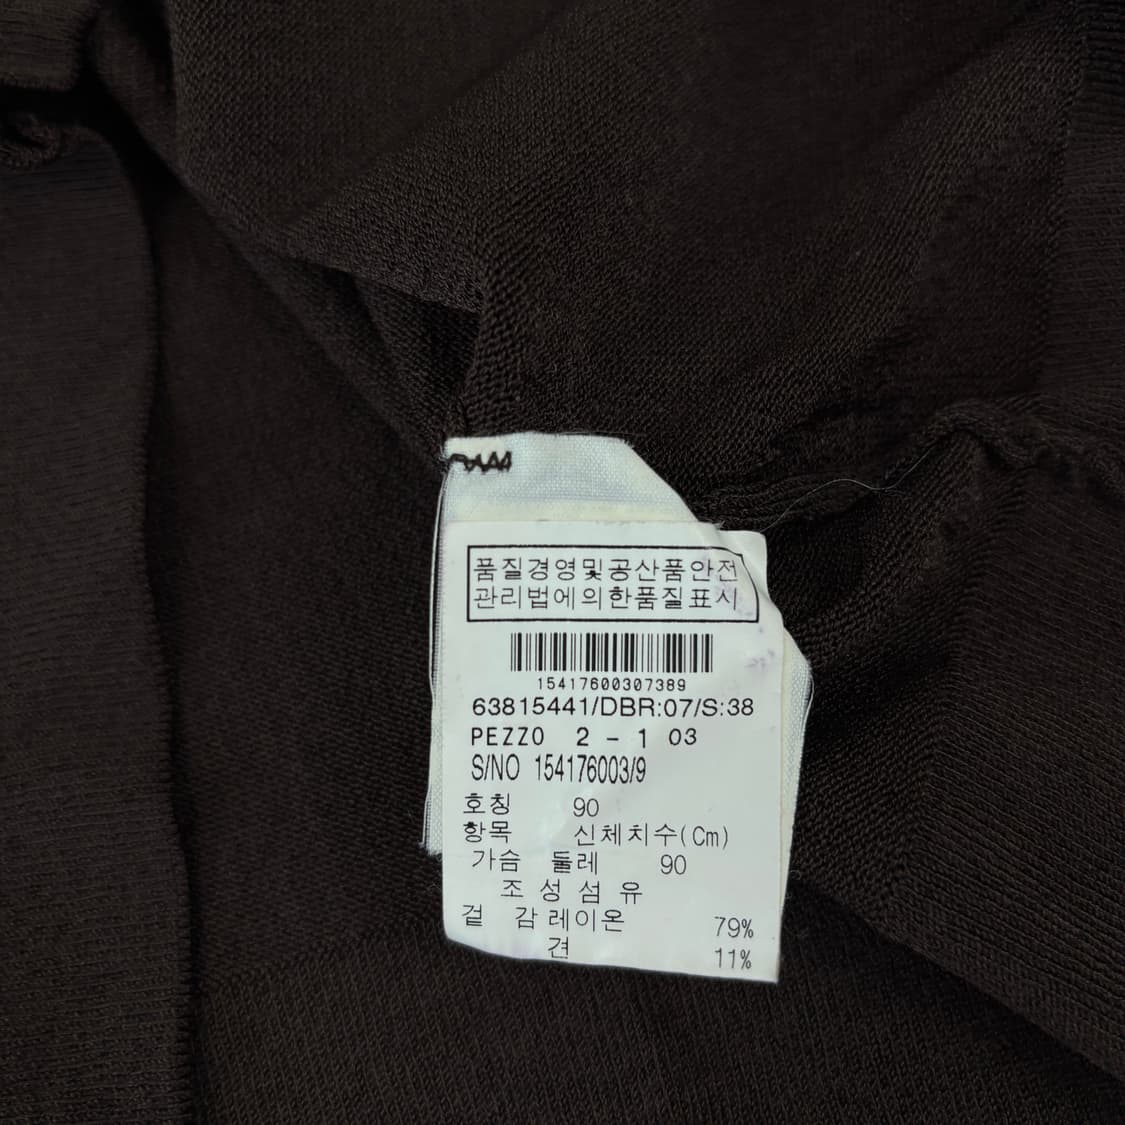 품질경영및공산품안전
관리법에의한품질표시
15417600307389
63815441/DBR:07/S:38
PEZZO 2 - 1 03
S/NO 154176003/9
호칭 90
항목 신체치수(Cm)
가슴 둘레 90
조성섬유
겉 감 레이온 79%
견 11%